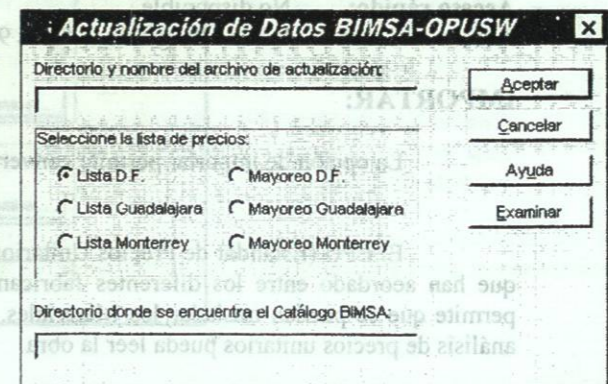 Actualización de Datos BIMSA-OPUSW
Directorio y nombre del archivo de actualización:
Aceptar
Cancelar
Seleccione la lista de precios:
Lista D.F.
Mayoreo D.F.
Ayuda
Lista Guadalajara
Mayoreo Guadalajara
Examinar
Lista Monterrey
Mayoreo Monterrey
Directorio donde se encuentra el Catálogo BIMSA: